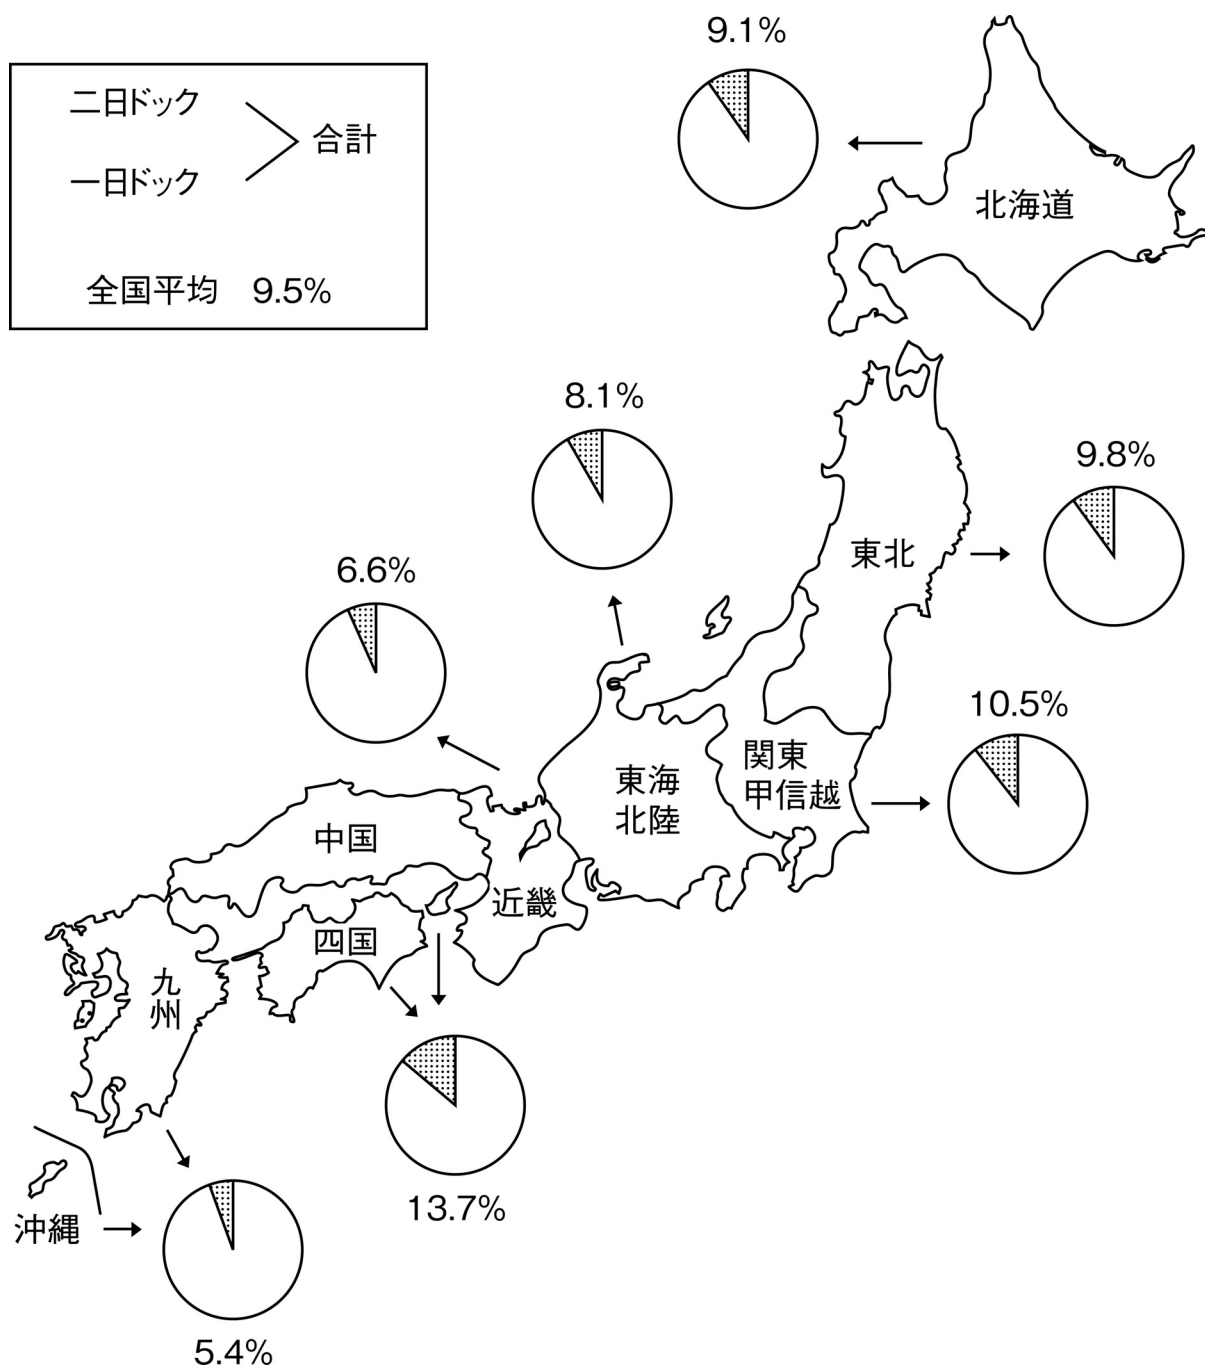 二日ドック
一日ドック
合計
全国平均 9.5%
9.1%
北海道
8.1%
9.8%
東北
6.6%
10.5%
関東
甲信越
東海
北陸
中国
近畿
四国
九
州
13.7%
沖縄
5.4%